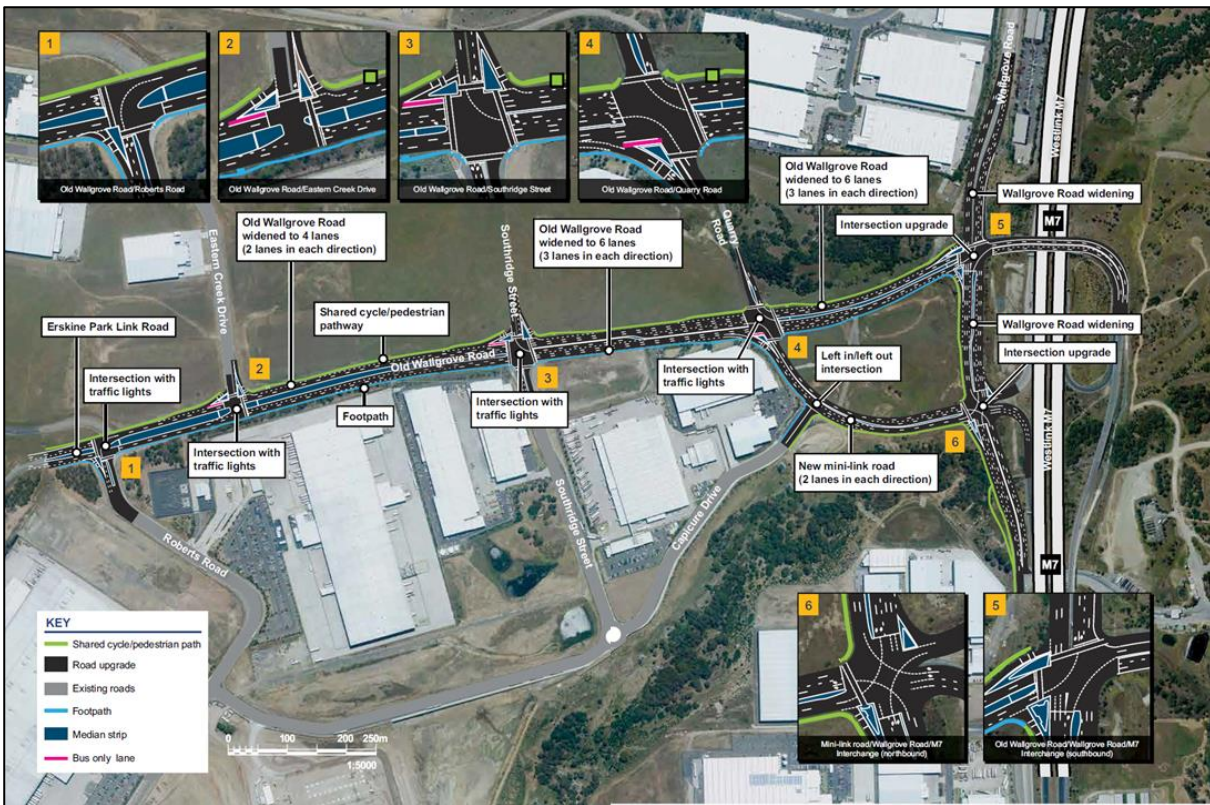 1
2
3
4
Old Wallgrove Road/Roberts Road
Old Wallgrove Road/Eastern Creek Drive
Old Wallgrove Road/Southridge Street
Old Wallgrove Road/Quarry Road
Wallgrove Road
Westlink M7
Old Wallgrove Road
widened to 6 lanes
(3 lanes in each direction)
Wallgrove Road widening
M7
Intersection upgrade
5
Old Wallgrove Road
widened to 4 lanes
(2 lanes in each direction)
Old Wallgrove Road
widened to 6 lanes
(3 lanes in each direction)
Quarry
Road
Eastern Creek Drive
Southridge Street
Shared cycle/pedestrian
pathway
Erskine Park Link Road
Wallgrove Road widening
Intersection upgrade
Old Wallgrove Road
4
Left in/left out
intersection
2
3
Intersection with
traffic lights
Intersection with
traffic lights
Intersection with
traffic lights
Footpath
Intersection with
traffic lights
1
6
New mini-link road
(2 lanes in each direction)
Westlink M7
Southridge Street
Capicure Drive
Roberts Road
M7
KEY
Shared cycle/pedestrian path
Road upgrade
Existing roads
Footpath
Median strip
Bus only lane
0 100 200 250m
1:5000
6
5
Mini-link road/Wallgrove Road/M7
Interchange (northbound)
Old Wallgrove Road/Wallgrove Road/M7
Interchange (southbound)